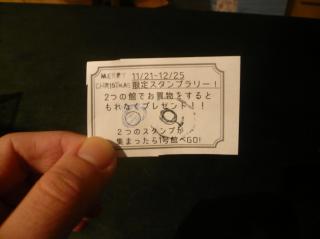 MERRY 11/21-12/25
CHRISTMAS 限定スタンプラリー!
2つの館でお買物をすると
もれなくプレゼント!!
2つのスタンプが
集まったら1号館へGO!